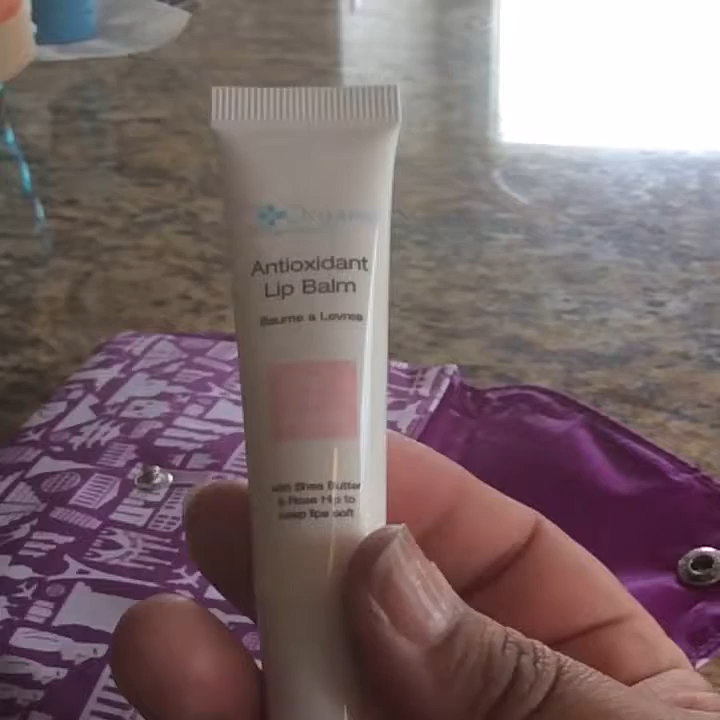 Antioxidant
Lip Balm
Baume a Levres
with Shea Butter
& Rose Hip to
keep lips soft